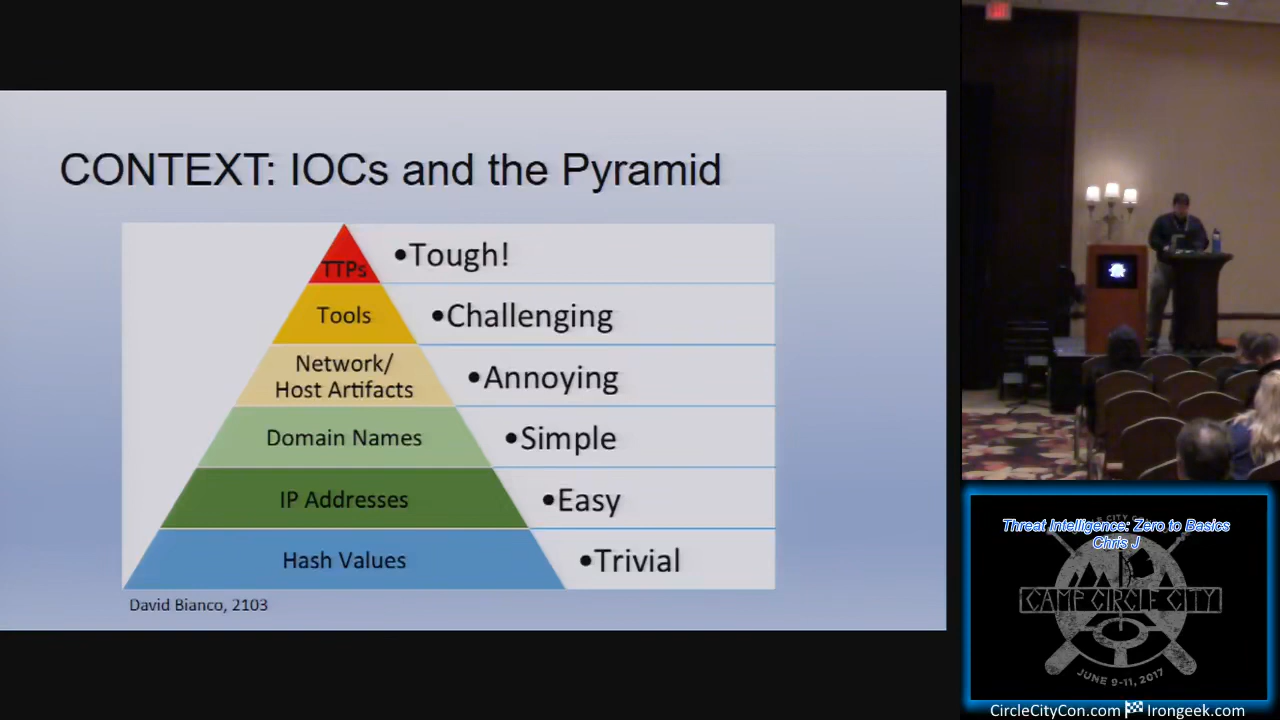 CONTEXT: IOCs and the Pyramid
TTPs
•Tough!
Tools
•Challenging
Network/
Host Artifacts
•Annoying
Domain Names
•Simple
IP Addresses
•Easy
Hash Values
•Trivial
David Bianco, 2103
Threat Intelligence: Zero to Basics
Chris J
CAMP CIRCLE CITY
JUNE 9-11, 2017
CircleCityCon.com Irongeek.com